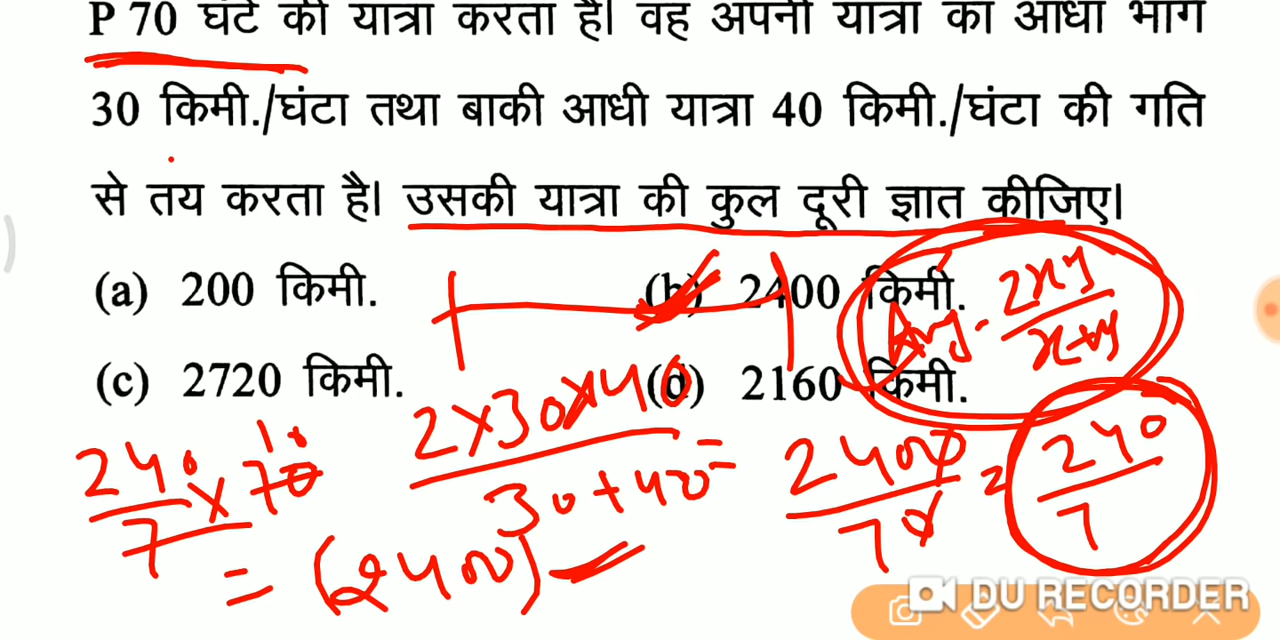 P 70 घंटे की यात्रा करता है। वह अपनी यात्रा का आधा भाग
30 किमी./घंटा तथा बाकी आधी यात्रा 40 किमी./घंटा की गति
से तय करता है। उसकी यात्रा की कुल दूरी ज्ञात कीजिए।
(a) 200 किमी. (b) 2400 किमी.
(c) 2720 किमी. (d) 2160 किमी.
Avg. 2xy/x+y
2×30×40/30+40 = 2400/70 = 240/7
240/7 × 70 10
= (2400)
DU RECORDER